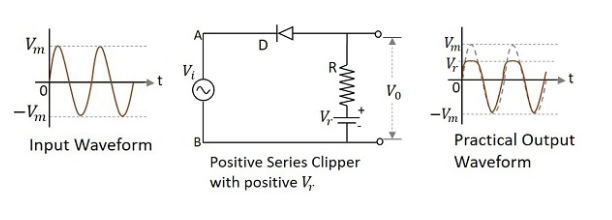 Vm
0
−Vm
t
Input Waveform
A
D
Vi
R
Vr
+
-
V0
B
Positive Series Clipper
with positive Vr
Vm
Vr
0
−Vm
t
Practical Output
Waveform